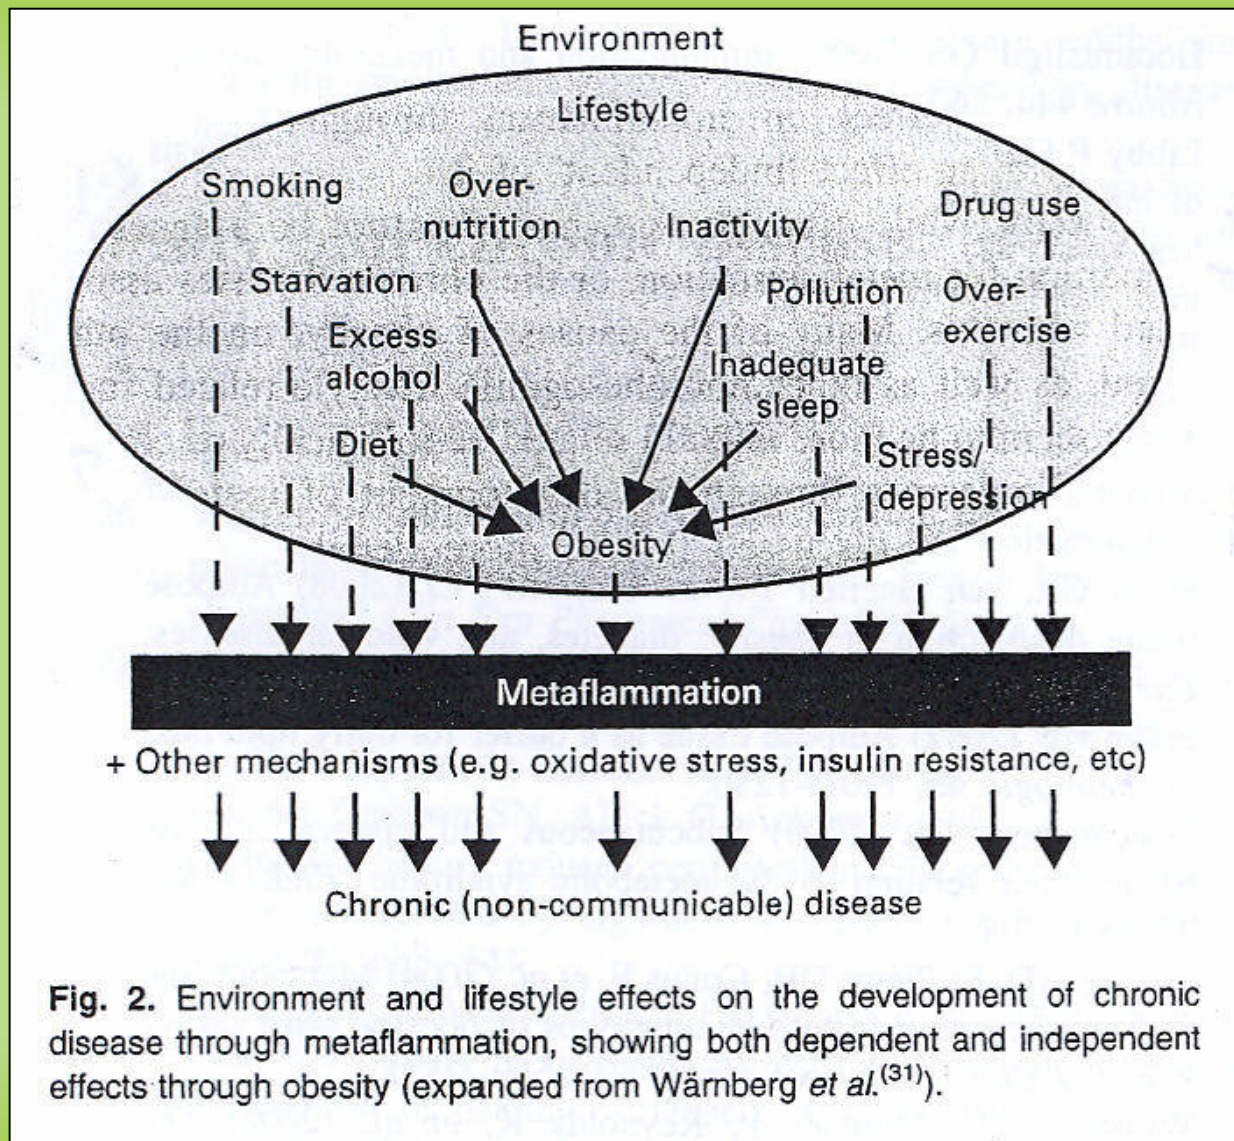 Environment
Lifestyle
Smoking
Over-
nutrition
Inactivity
Drug use
Starvation
Pollution
Over-
exercise
Excess
alcohol
Inadequate
sleep
Diet
Stress/
depression
Obesity
Metaflammation
+ Other mechanisms (e.g. oxidative stress, insulin resistance, etc)
Chronic (non-communicable) disease
Fig. 2. Environment and lifestyle effects on the development of chronic
disease through metaflammation, showing both dependent and independent
effects through obesity (expanded from Wärnberg et al.(31)).